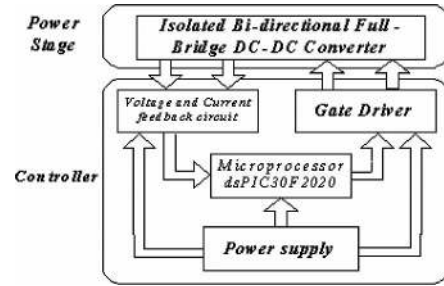 Power
Stage
Isolated Bi-directional Full -
Bridge DC-DC Converter
Voltage and Current
feedback circuit
Gate Driver
Microprocessor
dsPIC30F2020
Controller
Power supply